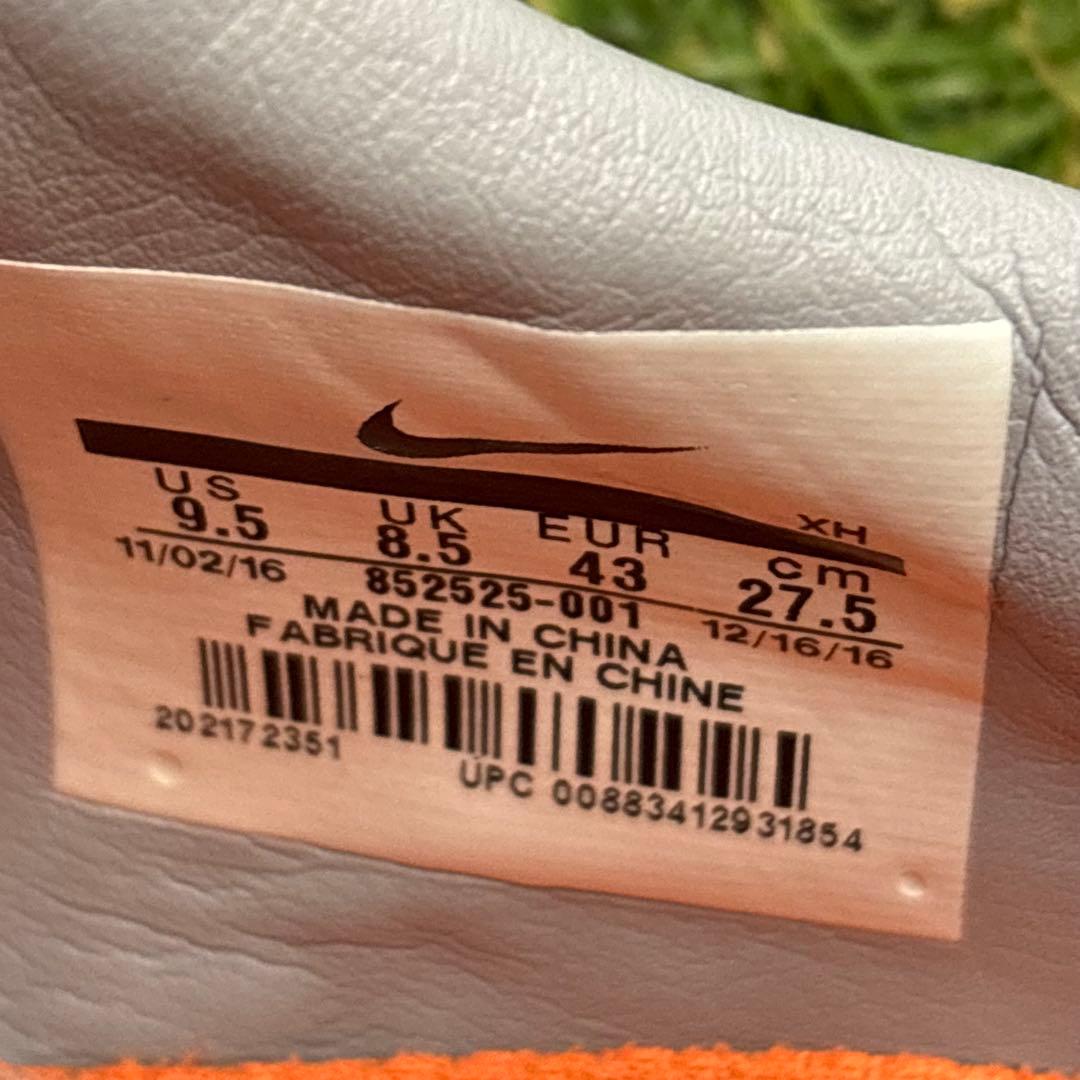 XH
US UK EUR cm
9.5 8.5 43 27.5
11/02/16 852525-001 12/16/16
MADE IN CHINA
FABRIQUE EN CHINE
202172351
UPC 00883412931854